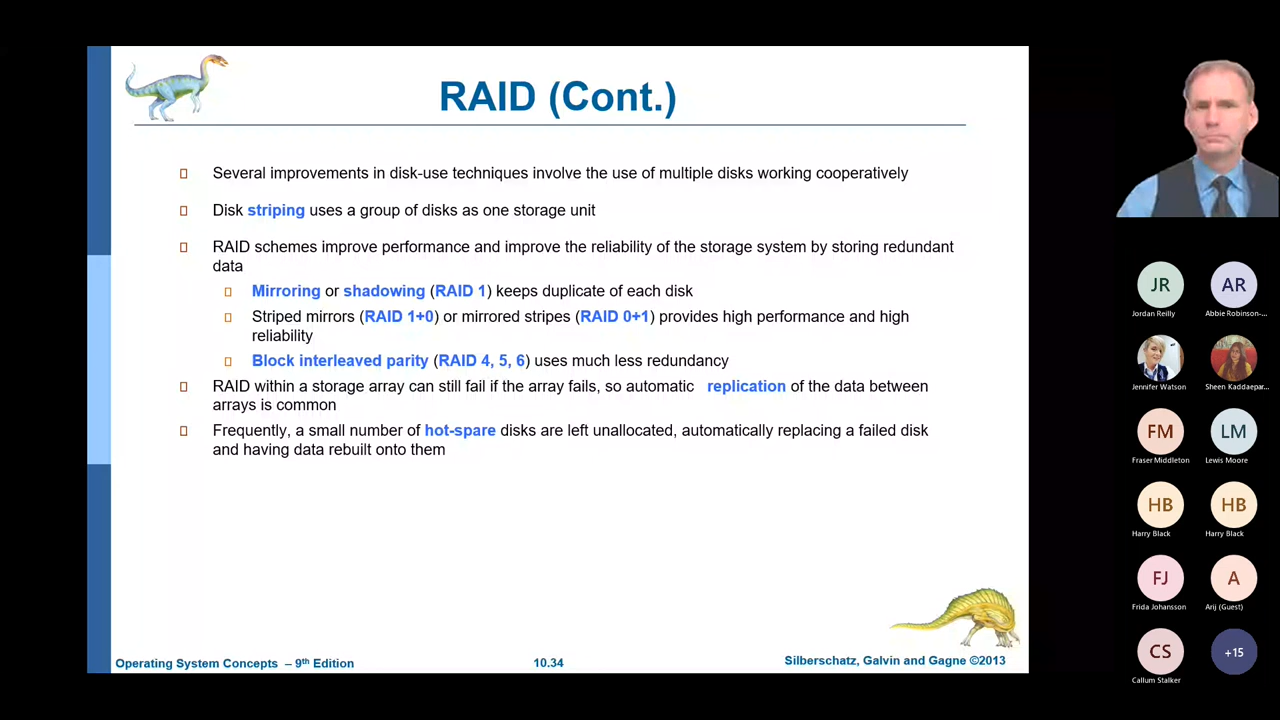 RAID (Cont.)
Several improvements in disk-use techniques involve the use of multiple disks working cooperatively
Disk striping uses a group of disks as one storage unit
RAID schemes improve performance and improve the reliability of the storage system by storing redundant
data
Mirroring or shadowing (RAID 1) keeps duplicate of each disk
Striped mirrors (RAID 1+0) or mirrored stripes (RAID 0+1) provides high performance and high
reliability
Block interleaved parity (RAID 4, 5, 6) uses much less redundancy
RAID within a storage array can still fail if the array fails, so automatic replication of the data between
arrays is common
Frequently, a small number of hot-spare disks are left unallocated, automatically replacing a failed disk
and having data rebuilt onto them
Operating System Concepts – 9th Edition
10.34
Silberschatz, Galvin and Gagne ©2013
JR
AR
Jordan Reilly
Abbie Robinson-...
Jennifer Watson
Sheen Kaddaepar...
FM
LM
Fraser Middleton
Lewis Moore
HB
HB
Harry Black
Harry Black
FJ
A
Frida Johansson
Arij (Guest)
CS
+15
Callum Stalker